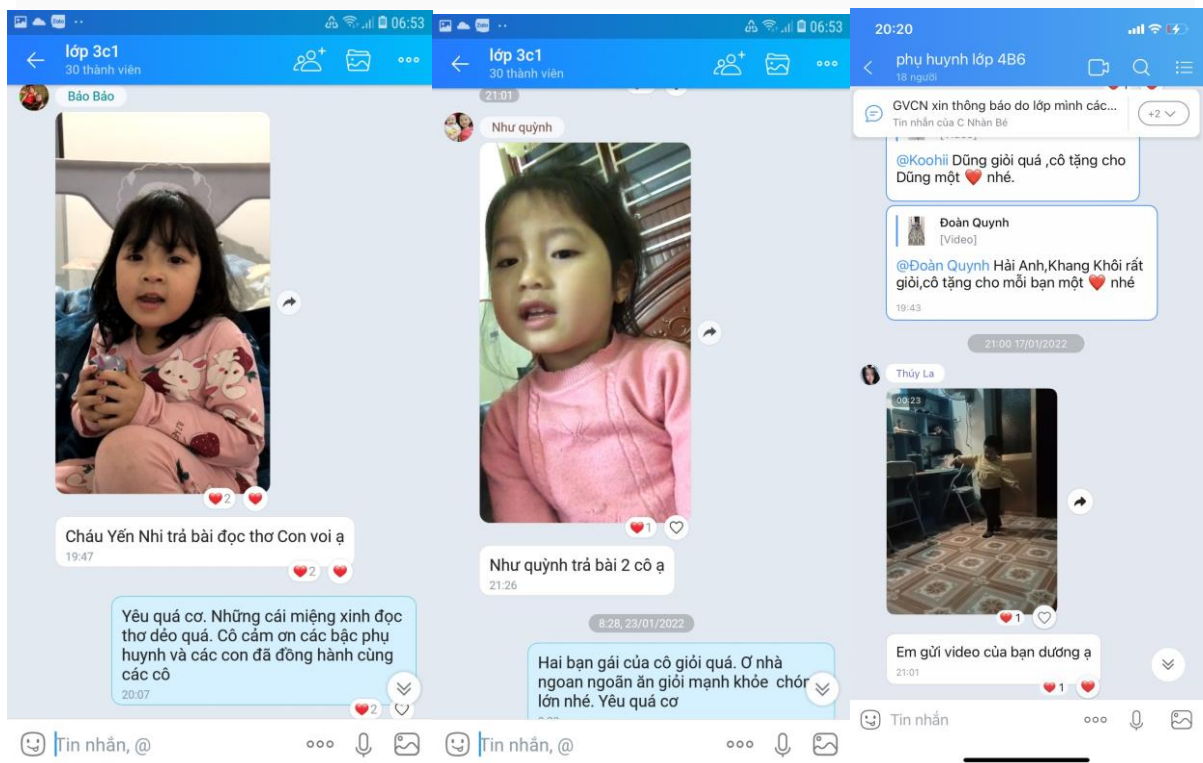 06:53
lớp 3c1
30 thành viên
Báo Báo
2
Cháu Yến Nhi trả bài đọc thơ Con voi ạ
19:47
2
Yêu quá cơ. Những cái miệng xinh đọc
thơ dẻo quá. Cô cảm ơn các bậc phụ
huynh và các con đã đồng hành cùng
các cô
20:07
2
Tin nhắn, @
Zalo
06:53
lớp 3c1
30 thành viên
21:01
Như quỳnh
1
Như quỳnh trả bài 2 cô ạ
21:26
8:28, 23/01/2022
Hai bạn gái của cô giỏi quá. Ơ nhà
ngoan ngoãn ăn giỏi mạnh khỏe
lớn nhé. Yêu quá cơ
Tin nhắn, @
20:20
phụ huynh lớp 4B6
18 người
GVCN xin thông báo do lớp mình các...
Tin nhắn của C Nhàn Bé
+2
@Koohii Dũng giỏi quá ,cô tặng cho
Dũng một ❤️ nhé.
Đoàn Quynh
[Video]
@Đoàn Quynh Hải Anh,Khang Khôi rất
giỏi,cô tặng cho mỗi bạn một ❤️ nhé
19:43
21:00 17/01/2022
Thúy La
00:23
1
Em gửi video của bạn dương ạ
21:01
1
Tin nhắn